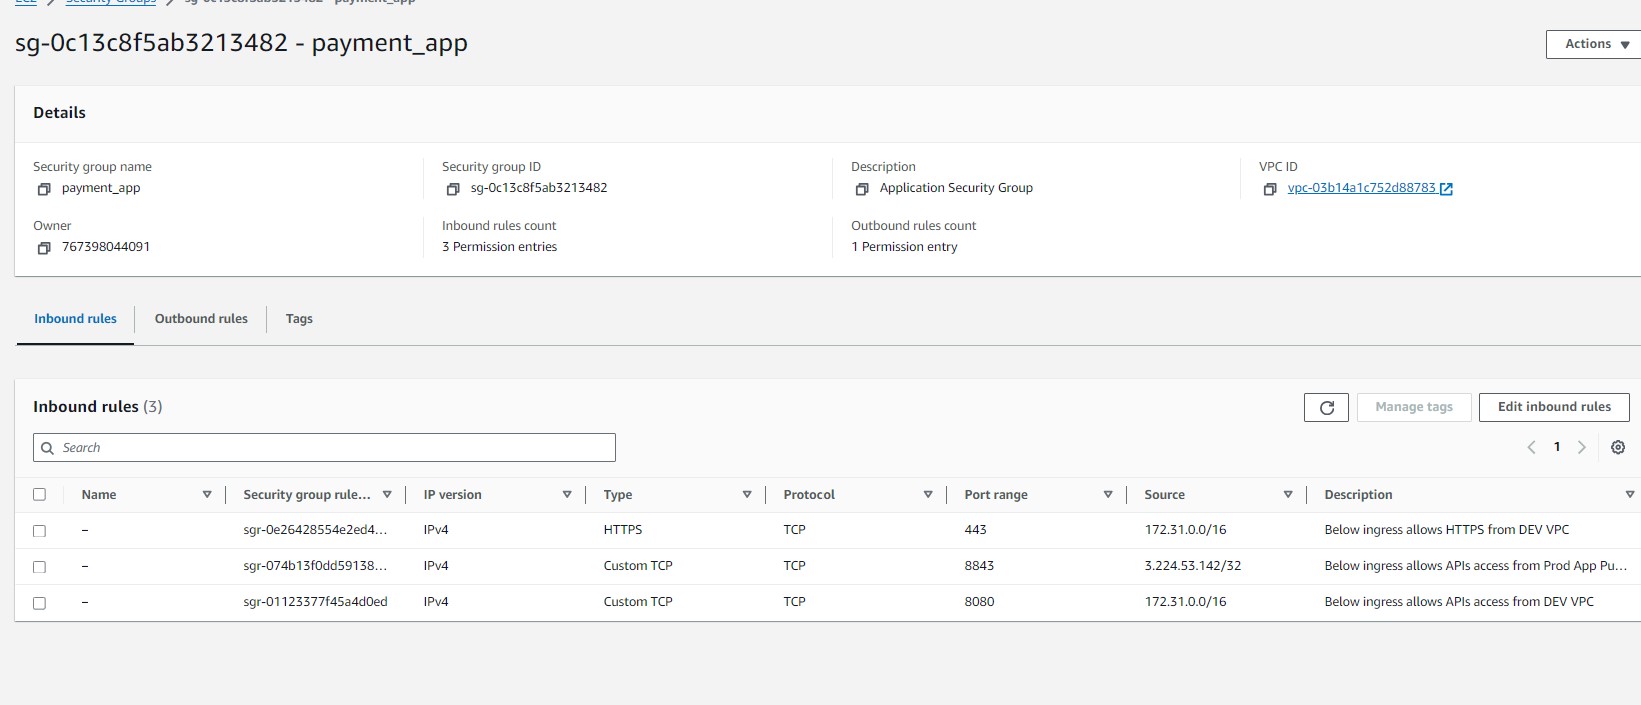 sg-0c13c8f5ab3213482 - payment_app
Actions
Details
Security group name
payment_app
Security group ID
sg-0c13c8f5ab3213482
Description
Application Security Group
VPC ID
vpc-03b14a1c752d88783
Owner
767398044091
Inbound rules count
3 Permission entries
Outbound rules count
1 Permission entry
Inbound rules Outbound rules Tags
Inbound rules (3)
Manage tags Edit inbound rules
Search
1
Name Security group rule... IP version Type Protocol Port range Source Description
– sgr-0e26428554e2ed4... IPv4 HTTPS TCP 443 172.31.0.0/16 Below ingress allows HTTPS from DEV VPC
– sgr-074b13f0dd59138... IPv4 Custom TCP TCP 8843 3.224.53.142/32 Below ingress allows APIs access from Prod App Pu...
– sgr-01123377f45a4d0ed IPv4 Custom TCP TCP 8080 172.31.0.0/16 Below ingress allows APIs access from DEV VPC